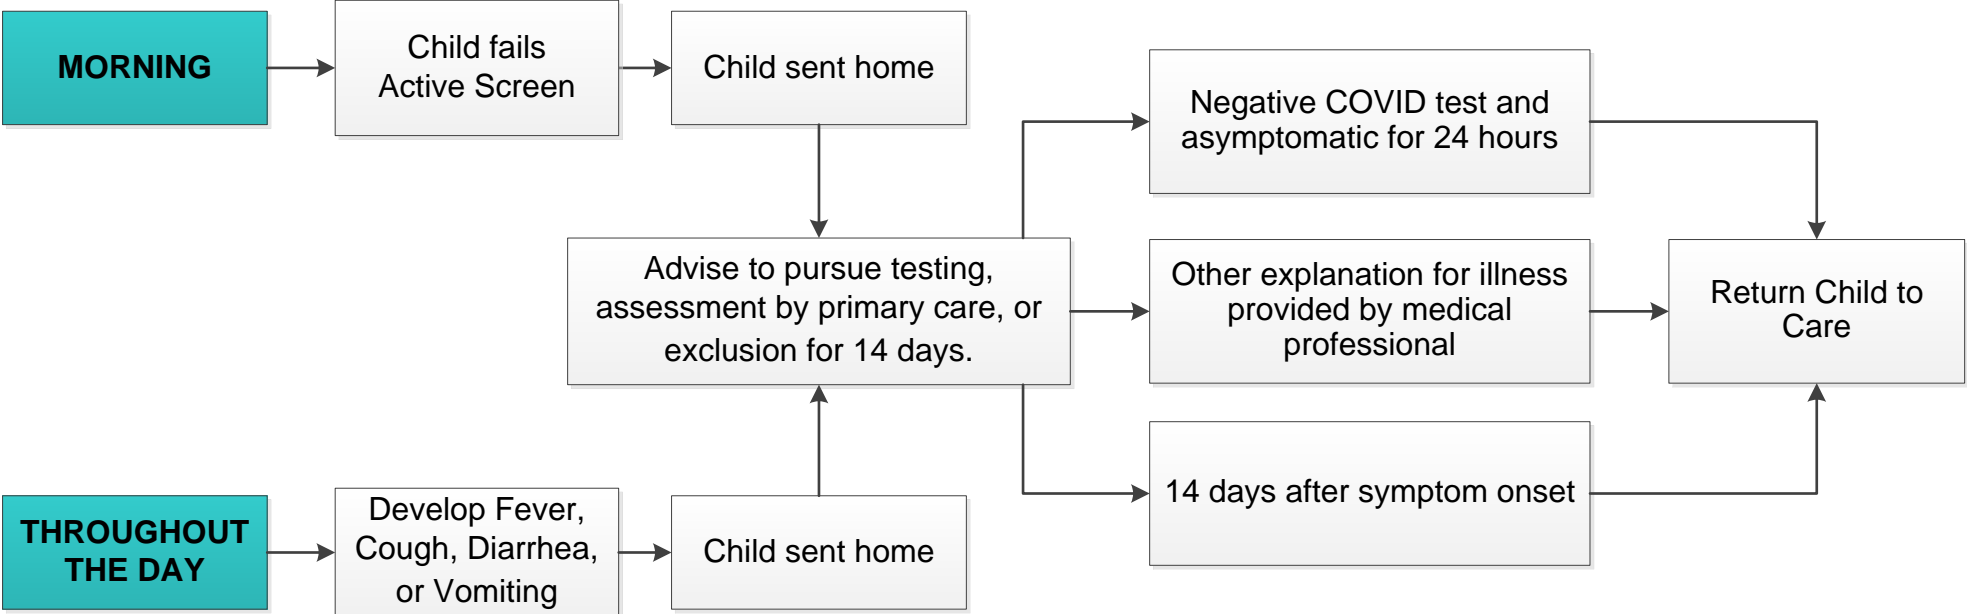 MORNING
Child fails
Active Screen
Child sent home
Negative COVID test and
asymptomatic for 24 hours
Advise to pursue testing,
assessment by primary care, or
exclusion for 14 days.
Other explanation for illness
provided by medical
professional
Return Child to
Care
14 days after symptom onset
THROUGHOUT
THE DAY
Develop Fever,
Cough, Diarrhea,
or Vomiting
Child sent home